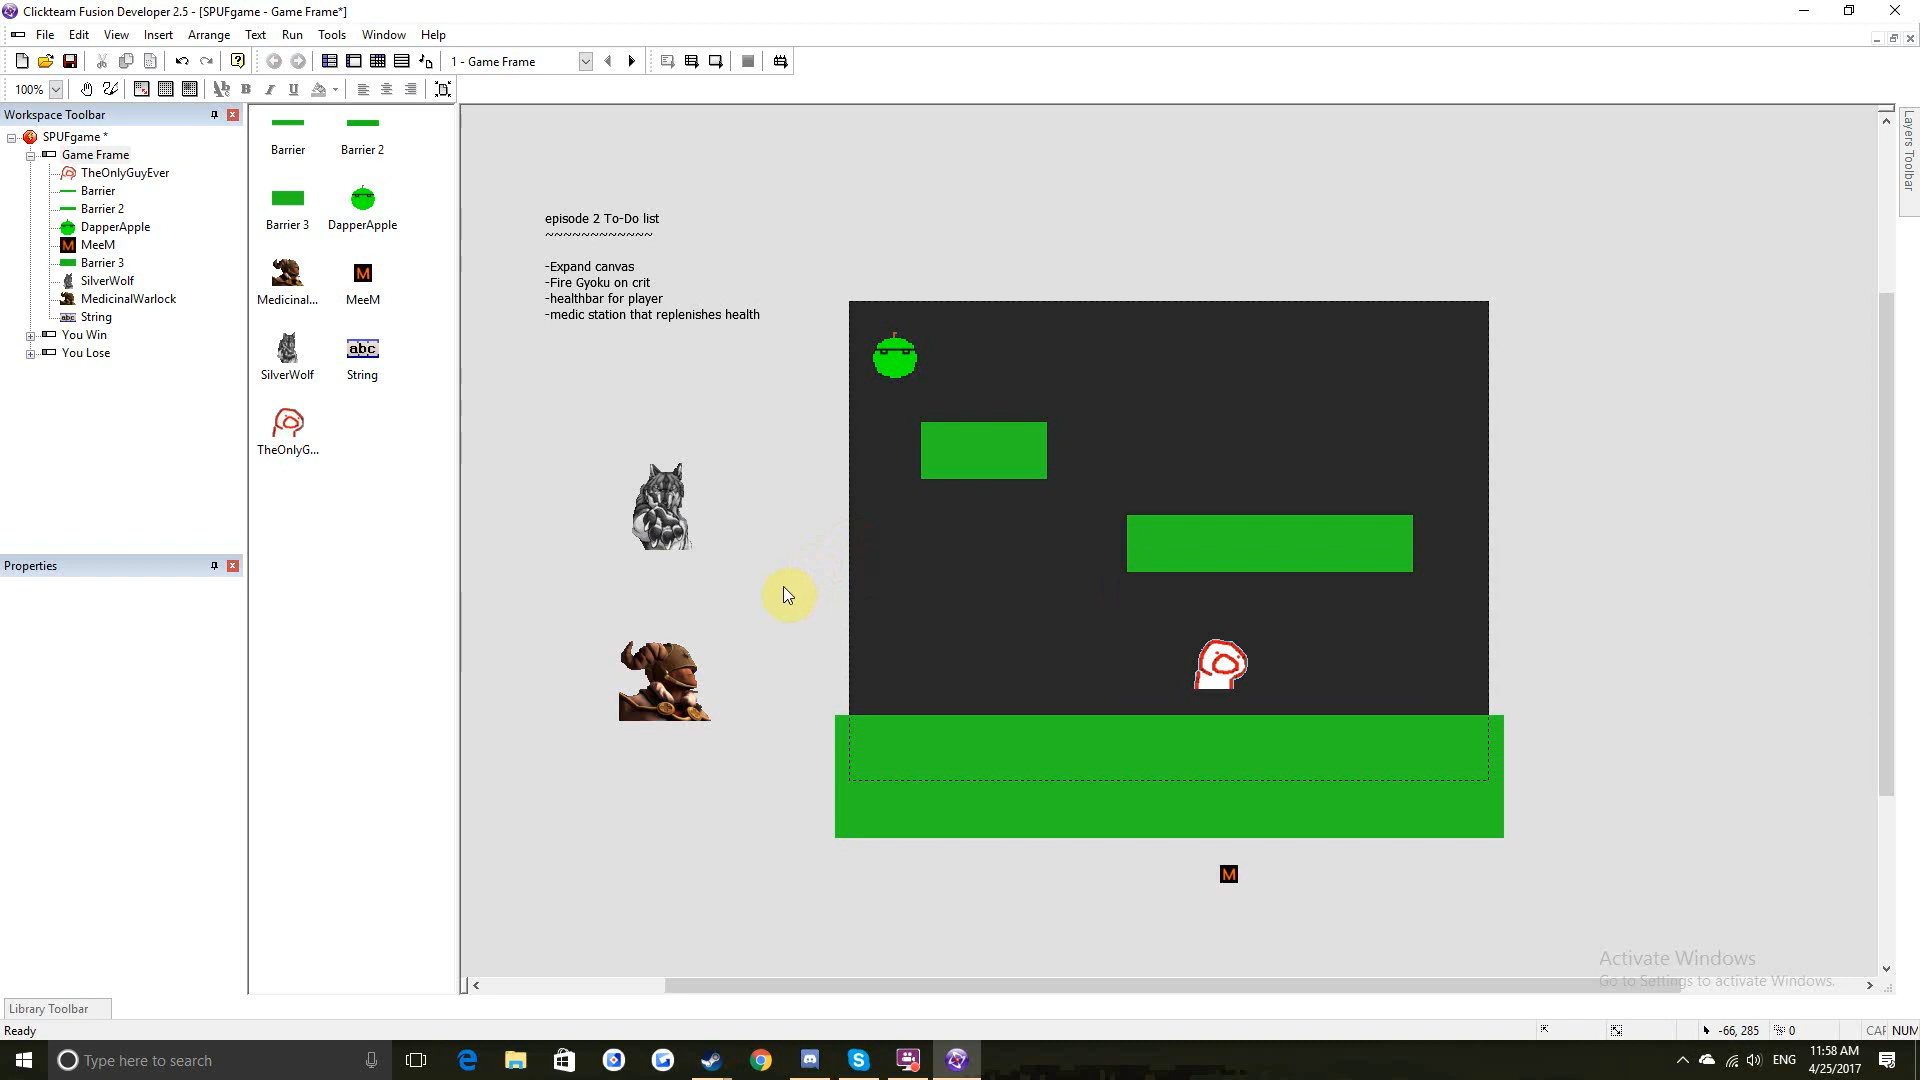 Clickteam Fusion Developer 2.5 - [SPUFgame - Game Frame*]
File Edit View Insert Arrange Text Run Tools Window Help
1 - Game Frame
100%
B I U
Workspace Toolbar
SPUFgame *
Game Frame
TheOnlyGuyEver
Barrier
Barrier 2
DapperApple
MeeM
Barrier 3
SilverWolf
MedicinalWarlock
String
You Win
You Lose
Properties
Library Toolbar
Barrier Barrier 2
Barrier 3 DapperApple
Medicinal... MeeM
abc
SilverWolf String
TheOnlyG...
episode 2 To-Do list
~~~~~~~~~~~~
-Expand canvas
-Fire Gyoku on crit
-healthbar for player
-medic station that replenishes health
M
Layers Toolbar
Activate Windows
Go to Settings to activate Windows.
Ready
-66, 285 0 CAP NUM
Type here to search
ENG
11:58 AM
4/25/2017